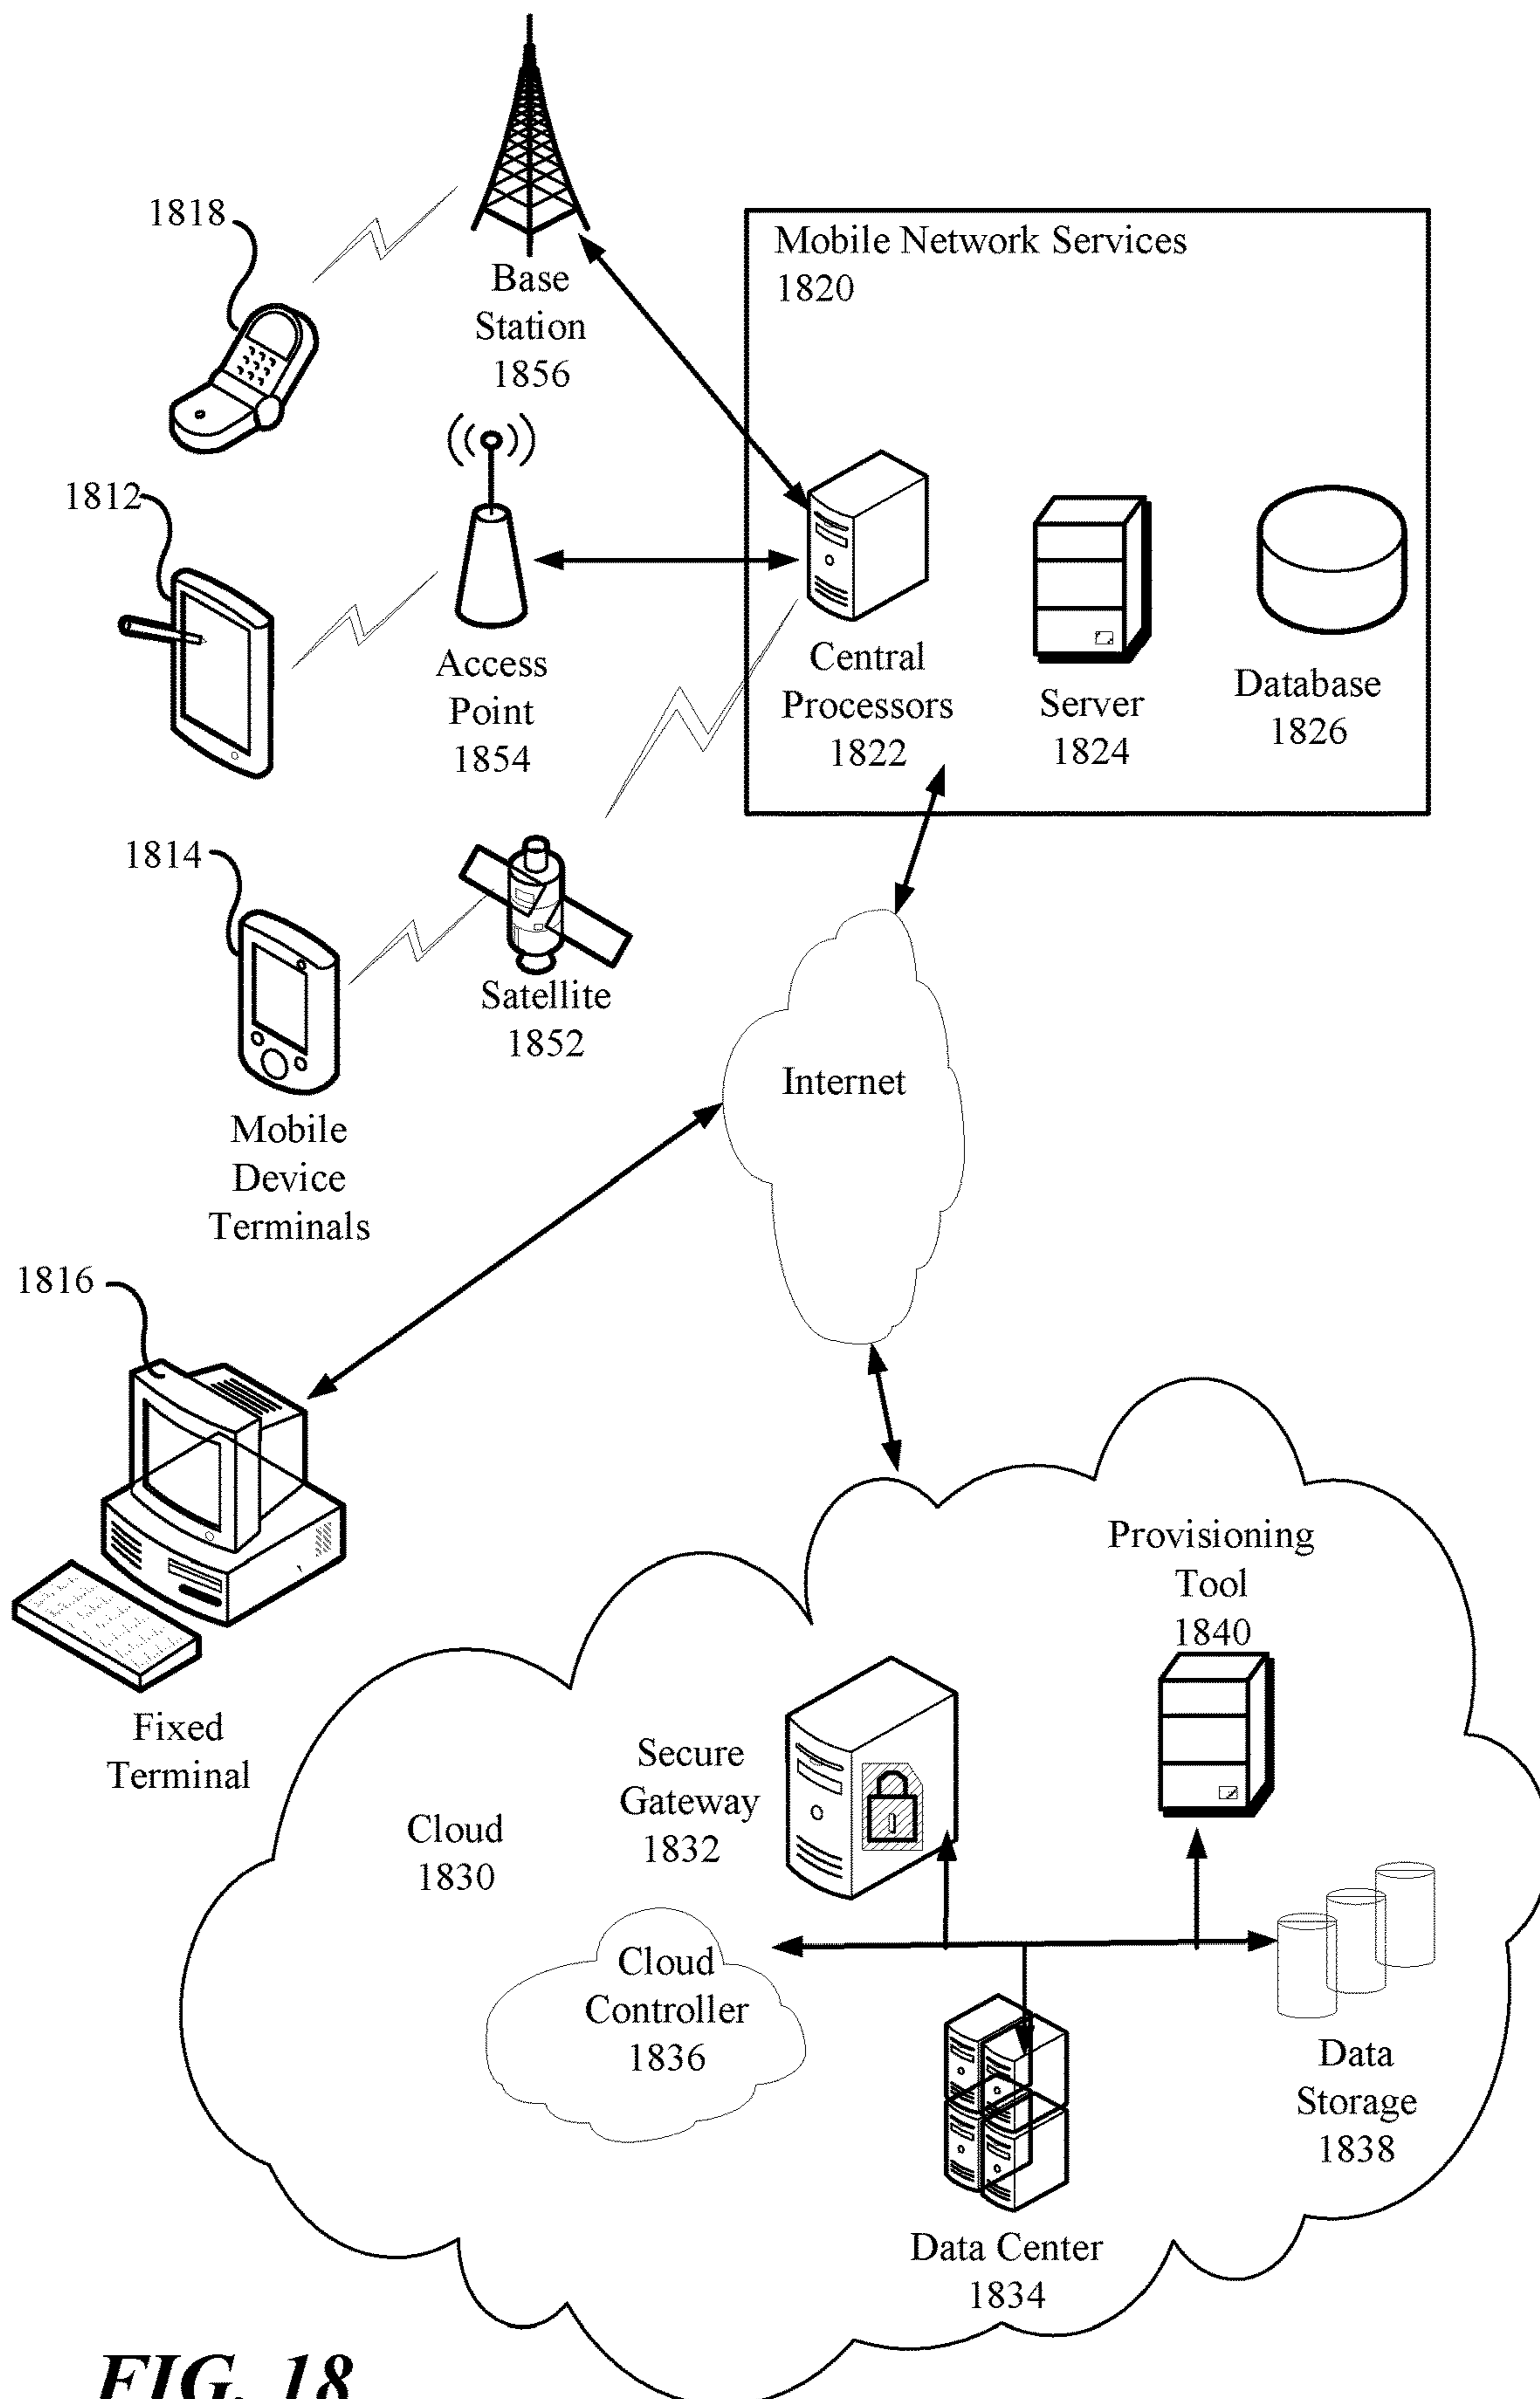 1818
Base
Station
1856
Mobile Network Services
1820
1812
Access
Point
1854
Central
Processors
1822
Server
1824
Database
1826
1814
Satellite
1852
Internet
Mobile
Device
Terminals
1816
Fixed
Terminal
Provisioning
Tool
1840
Secure
Gateway
1832
Cloud
1830
Cloud
Controller
1836
Data
Storage
1838
Data Center
1834
FIG. 18